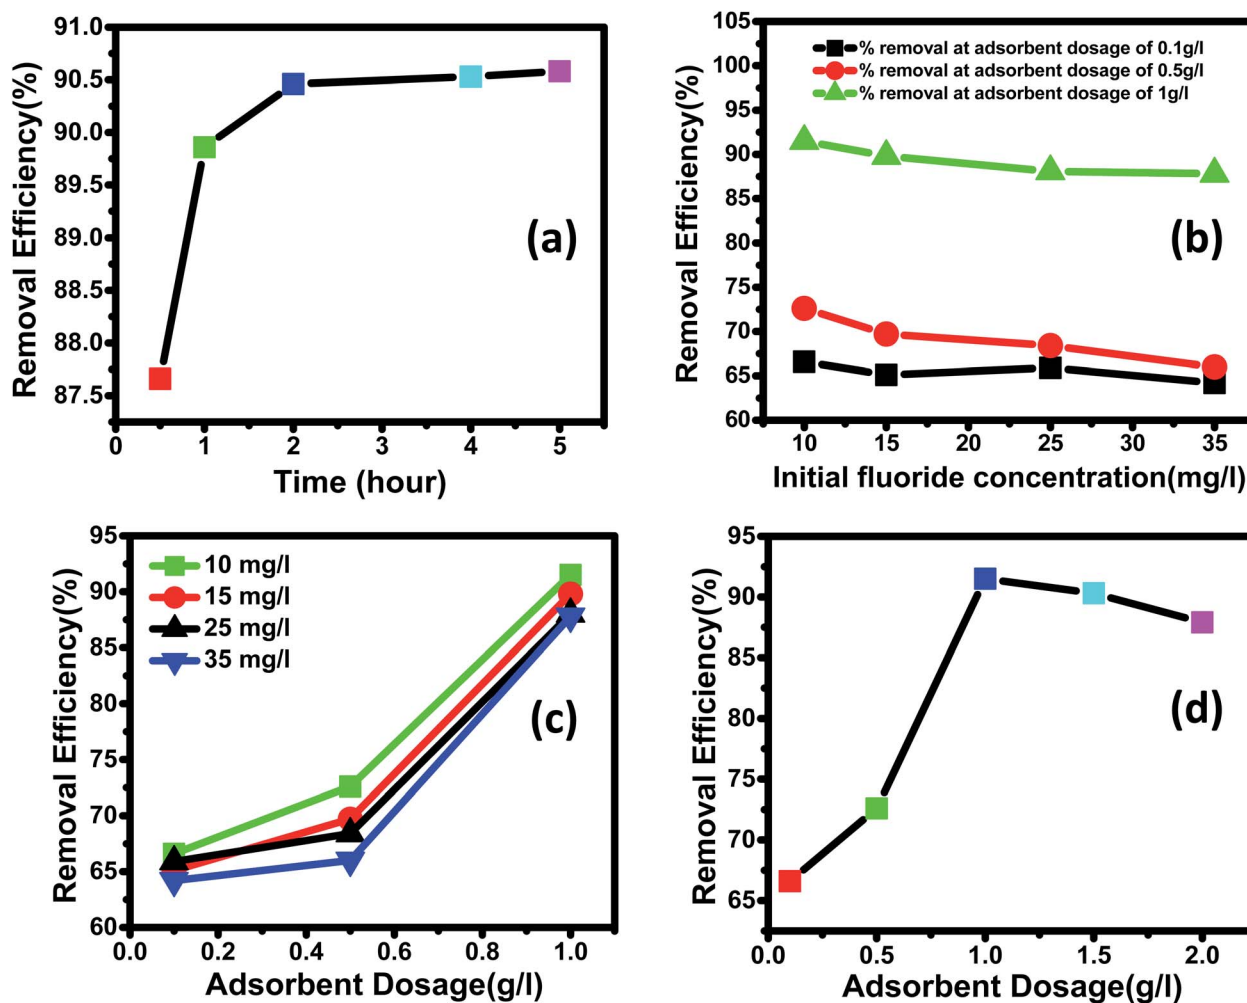 91.0
90.5
90.0
89.5
89.0
88.5
88.0
87.5
Removal Efficiency(%)
(a)
0 1 2 3 4 5
Time (hour)
105
100
95
90
85
80
75
70
65
60
Removal Efficiency(%)
% removal at adsorbent dosage of 0.1g/l
% removal at adsorbent dosage of 0.5g/l
% removal at adsorbent dosage of 1g/l
(b)
10 15 20 25 30 35
Initial fluoride concentration(mg/l)
95
90
85
80
75
70
65
60
Removal Efficiency(%)
10 mg/l
15 mg/l
25 mg/l
35 mg/l
(c)
0.0 0.2 0.4 0.6 0.8 1.0
Adsorbent Dosage(g/l)
95
90
85
80
75
70
65
Removal Efficiency(%)
(d)
0.0 0.5 1.0 1.5 2.0
Adsorbent Dosage(g/l)